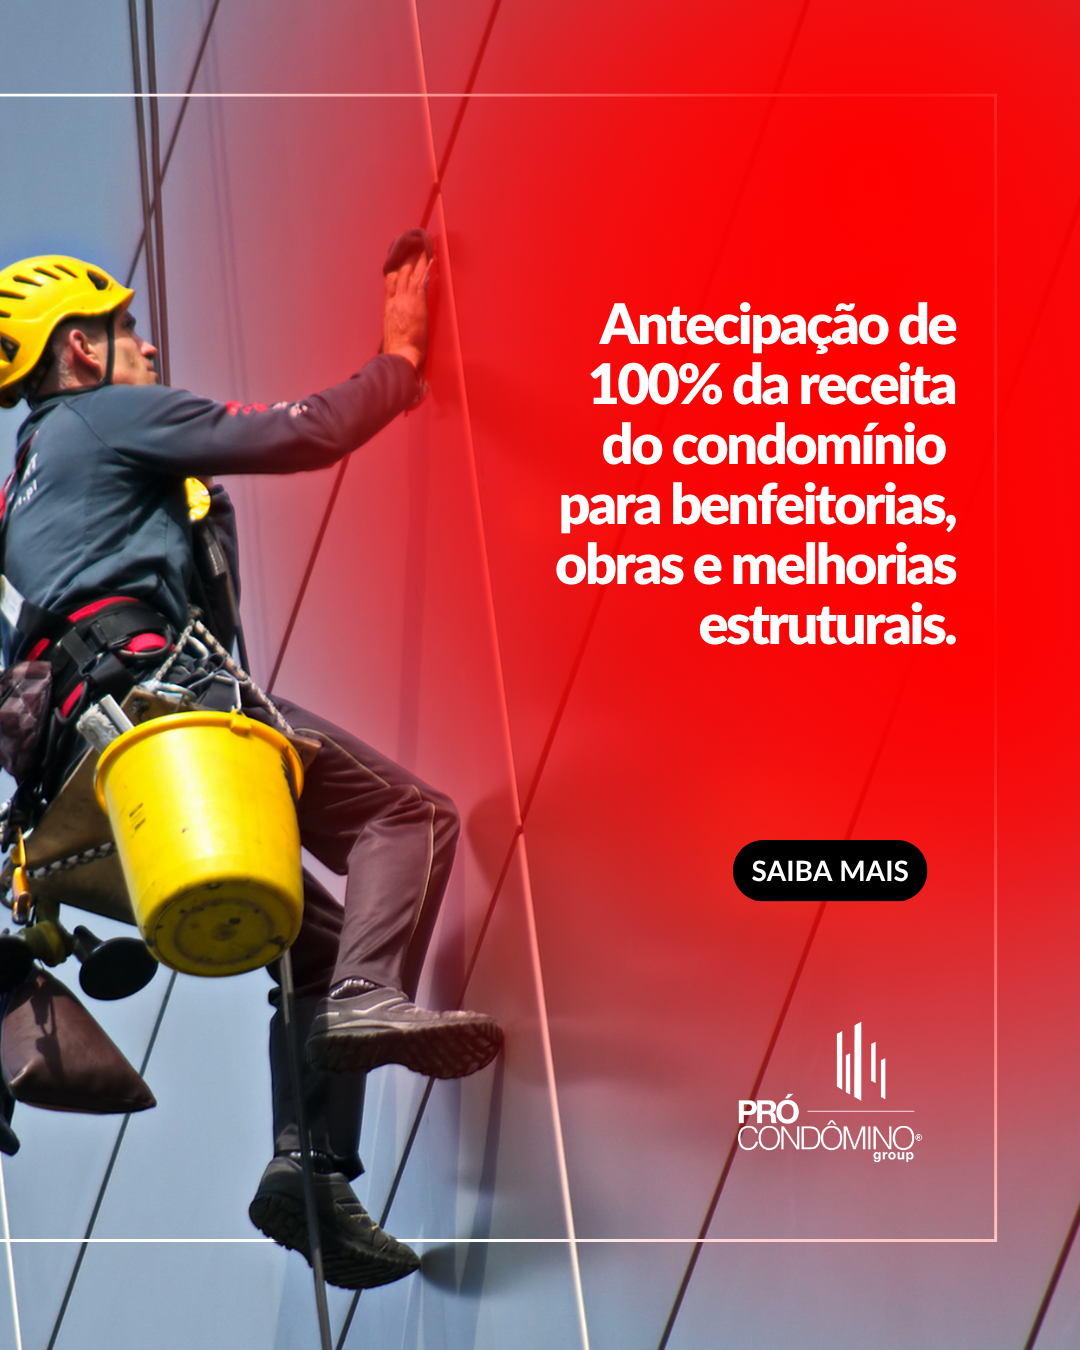 Antecipação de
100% da receita
do condomínio
para benfeitorias,
obras e melhorias
estruturais.
SAIBA MAIS
PRÓ
CONDÔMINO®
group